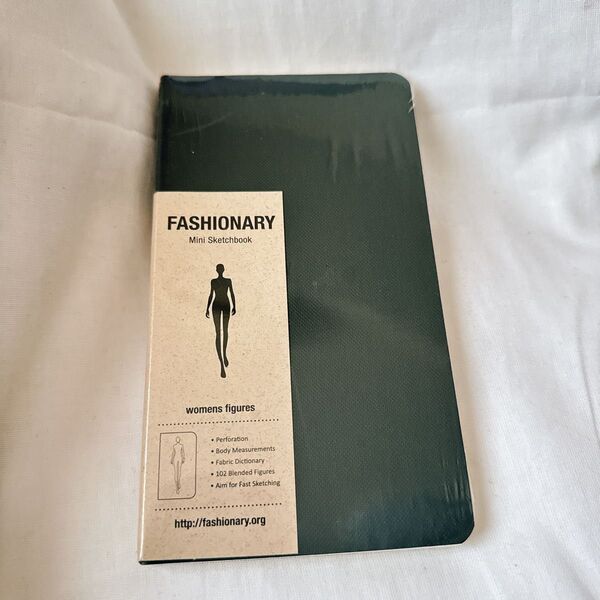 FASHIONARY
Mini Sketchbook
womens figures
• Perforation
• Body Measurements
• Fabric Dictionary
• 102 Blended Figures
• Aim for Fast Sketching
http://fashionary.org